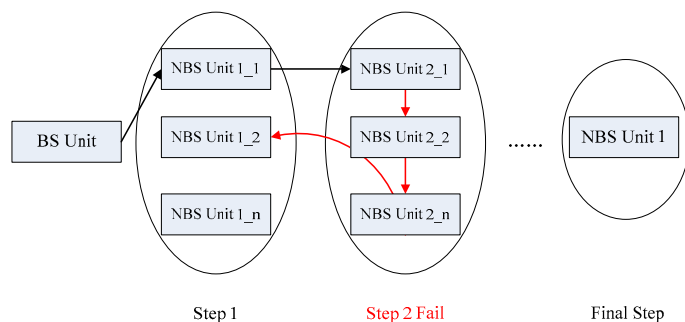 NBS Unit 1_1
NBS Unit 2_1
BS Unit
NBS Unit 1_2
NBS Unit 2_2
......
NBS Unit 1
NBS Unit 1_n
NBS Unit 2_n
Step 1
Step 2 Fail
Final Step